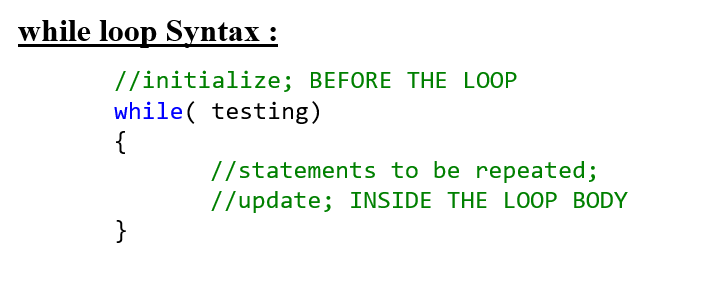 while loop Syntax :
//initialize; BEFORE THE LOOP
while( testing)
{
//statements to be repeated;
//update; INSIDE THE LOOP BODY
}